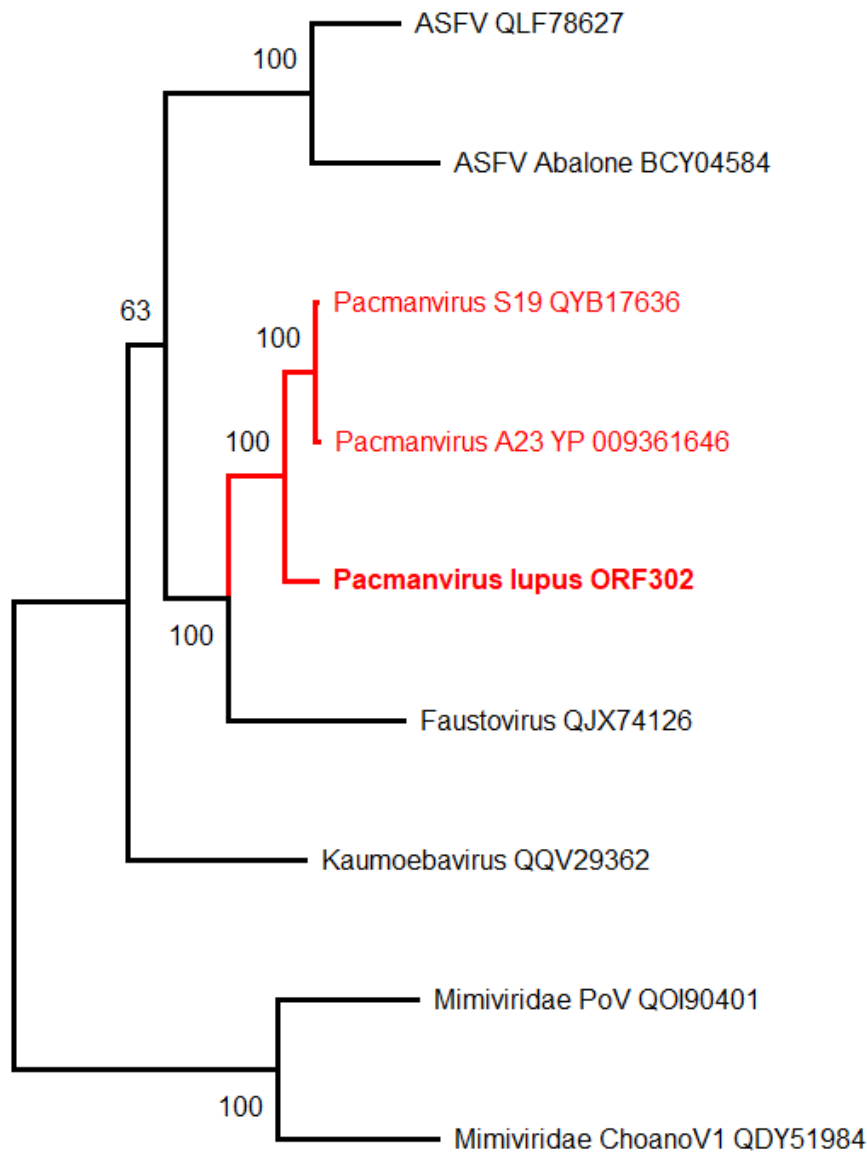 ASFV QLF78627
100
ASFV Abalone BCY04584
Pacmanvirus S19 QYB17636
63
100
Pacmanvirus A23 YP 009361646
100
Pacmanvirus lupus ORF302
100
Faustovirus QJX74126
Kaumoebavirus QQV29362
Mimiviridae PoV QOI90401
100
Mimiviridae ChoanoV1 QDY51984